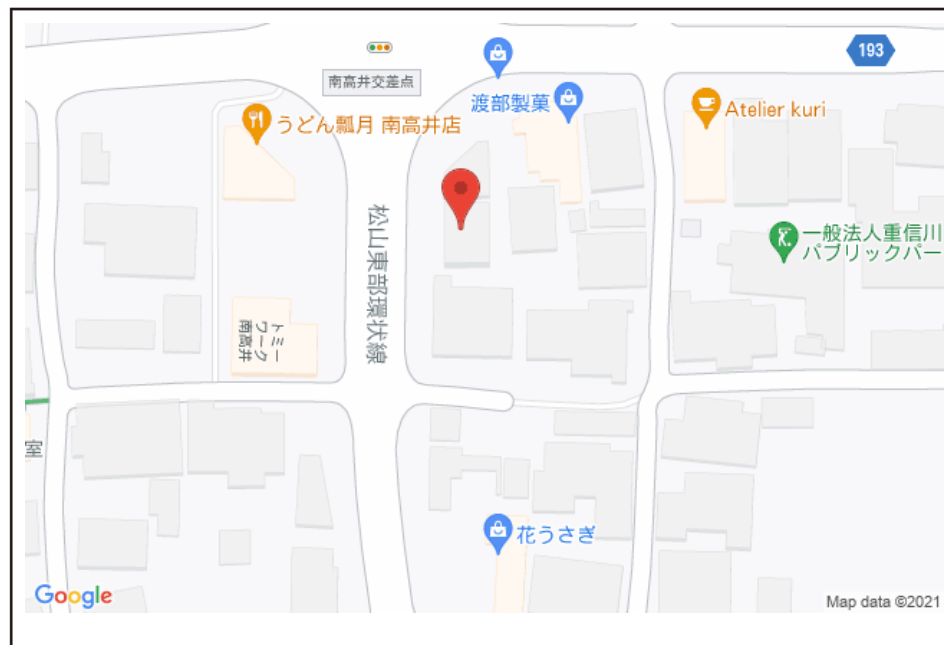 193
南高井交差点
渡部製菓
うどん瓢月 南高井店
Atelier kuri
松山東部環状線
一般法人重信川
パブリックパー
トミー
ワーク
南高井
室
花うさぎ
Google
Map data ©2021